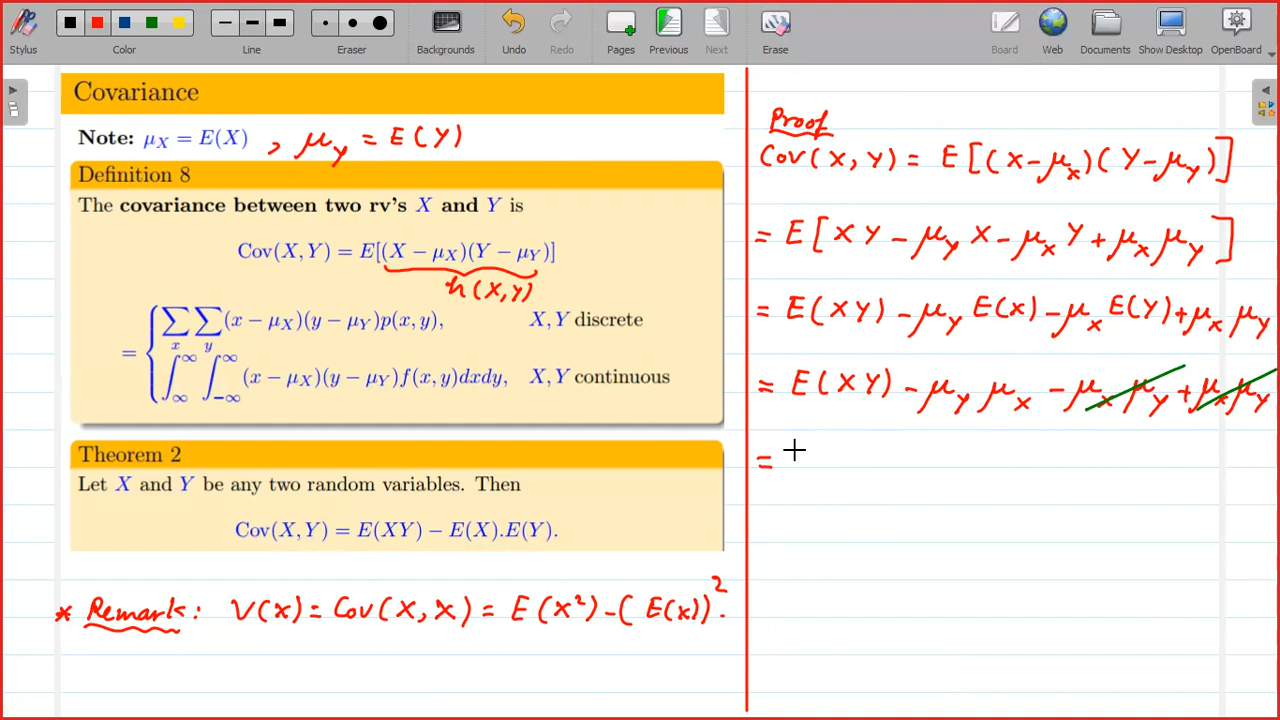 Stylus Color Line Eraser Backgrounds Undo Redo Pages Previous Next Erase Board Web Documents Show Desktop OpenBoard
Covariance
Note: μ_X = E(X) , μ_Y = E(Y)
Definition 8
The covariance between two rv's X and Y is
Cov(X, Y) = E[(X − μ_X)(Y − μ_Y)]
h(X,Y)
= { ∑_x ∑_y (x − μ_X)(y − μ_Y)p(x, y), X, Y discrete
∫_∞^∞ ∫_−∞^∞ (x − μ_X)(y − μ_Y)f(x, y)dxdy, X, Y continuous
Theorem 2
Let X and Y be any two random variables. Then
Cov(X, Y) = E(XY) − E(X).E(Y).
* Remark: V(X) = Cov(X, X) = E(X²) − (E(X))².
Proof
Cov(X, Y) = E[(X − μ_X)(Y − μ_Y)]
= E[XY − μ_Y X − μ_X Y + μ_X μ_Y]
= E(XY) − μ_Y E(X) − μ_X E(Y) + μ_X μ_Y
= E(XY) − μ_Y μ_X − μ_X μ_Y + μ_X μ_Y
=